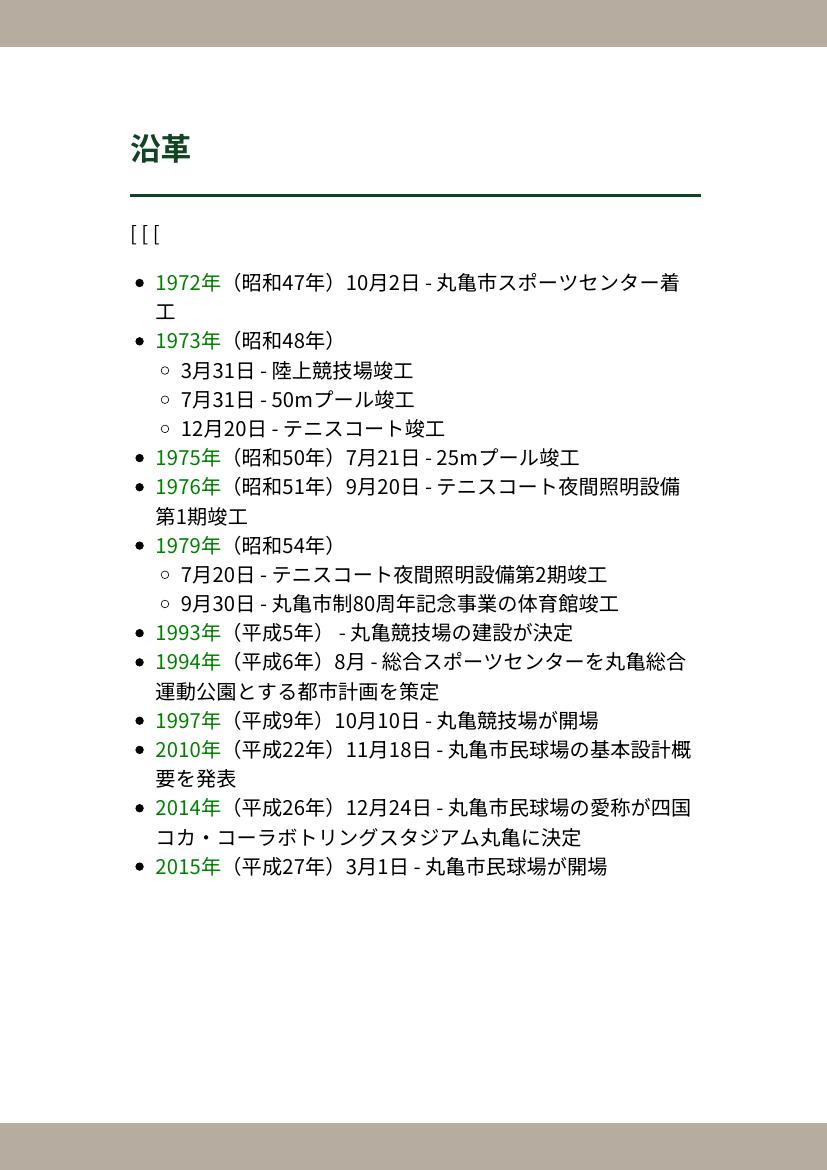 沿革
[ [ [
1972年（昭和47年）10月2日 - 丸亀市スポーツセンター着
工
1973年（昭和48年）
3月31日 - 陸上競技場竣工
7月31日 - 50mプール竣工
12月20日 - テニスコート竣工
1975年（昭和50年）7月21日 - 25mプール竣工
1976年（昭和51年）9月20日 - テニスコート夜間照明設備
第1期竣工
1979年（昭和54年）
7月20日 - テニスコート夜間照明設備第2期竣工
9月30日 - 丸亀市制80周年記念事業の体育館竣工
1993年（平成5年） - 丸亀競技場の建設が決定
1994年（平成6年）8月 - 総合スポーツセンターを丸亀総合
運動公園とする都市計画を策定
1997年（平成9年）10月10日 - 丸亀競技場が開場
2010年（平成22年）11月18日 - 丸亀市民球場の基本設計概
要を発表
2014年（平成26年）12月24日 - 丸亀市民球場の愛称が四国
コカ・コーラボトリングスタジアム丸亀に決定
2015年（平成27年）3月1日 - 丸亀市民球場が開場